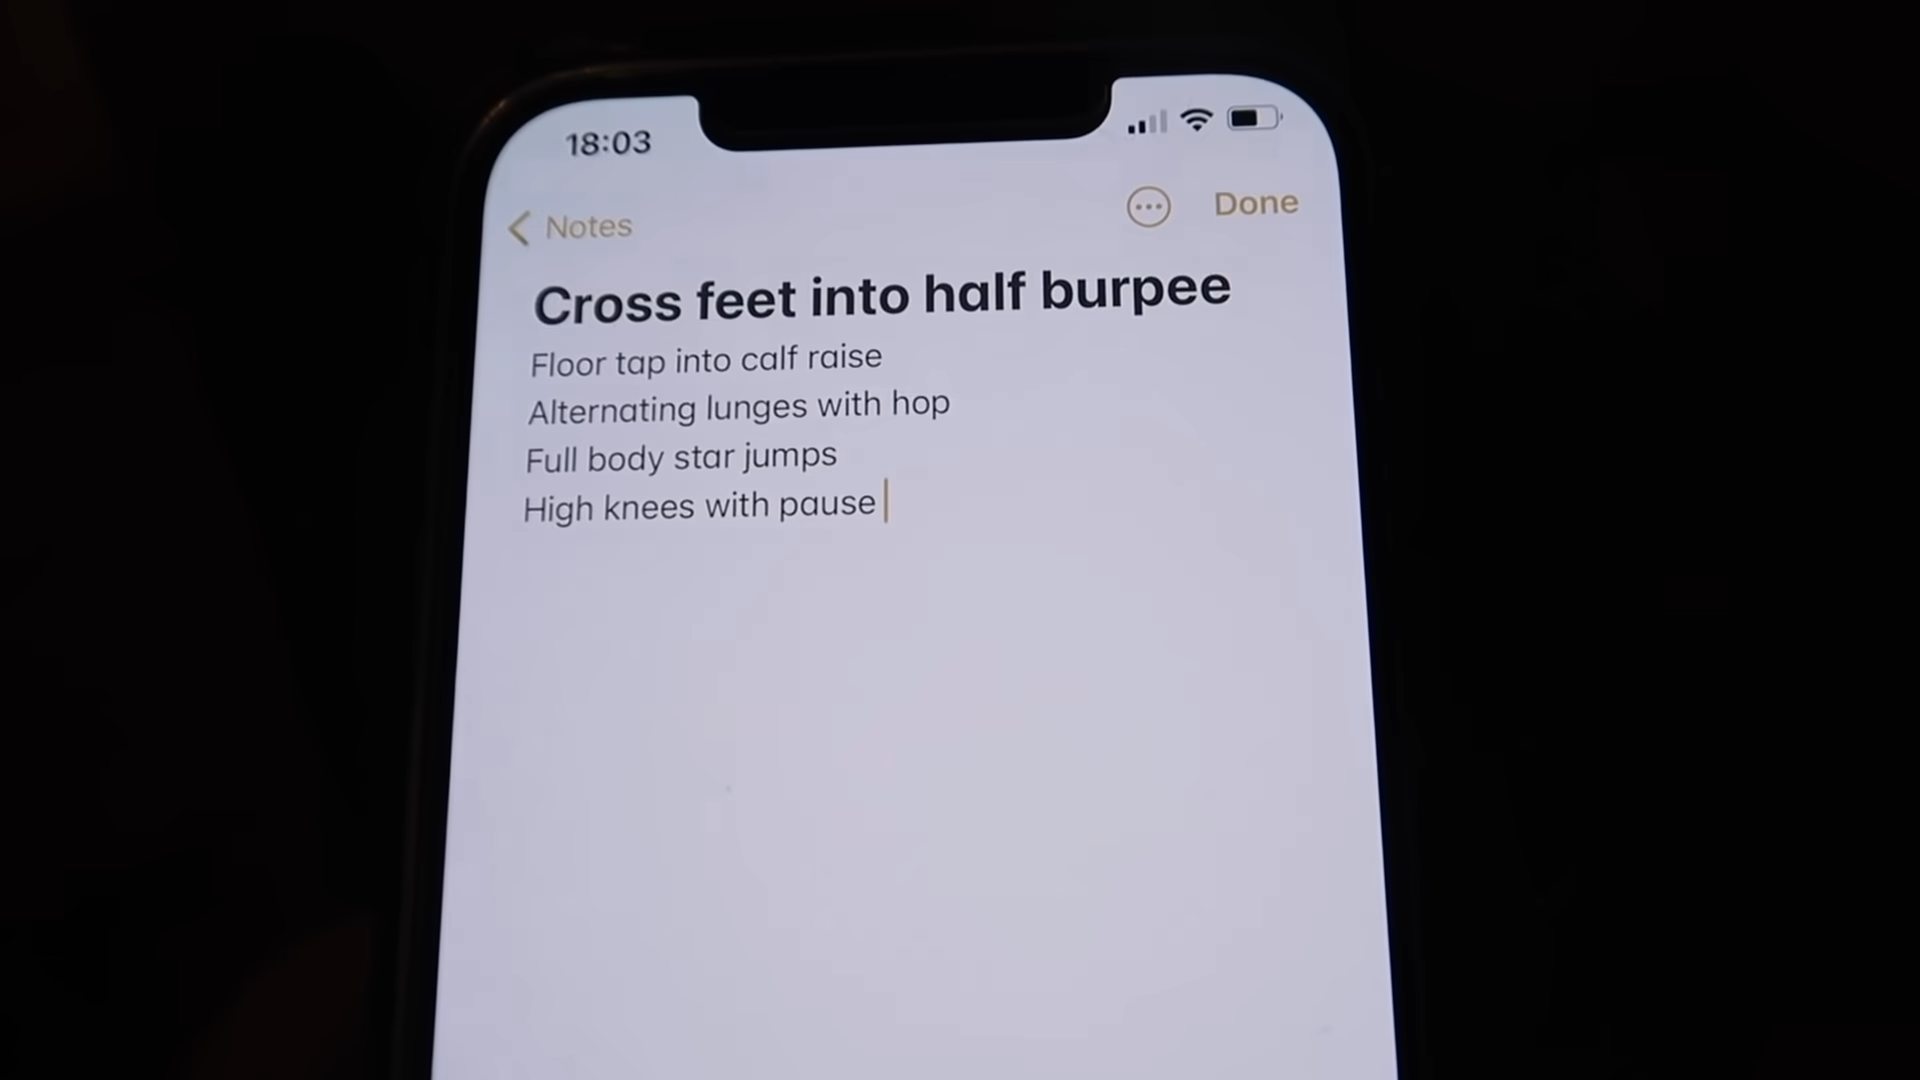 18:03
Notes
Done
Cross feet into half burpee
Floor tap into calf raise
Alternating lunges with hop
Full body star jumps
High knees with pause